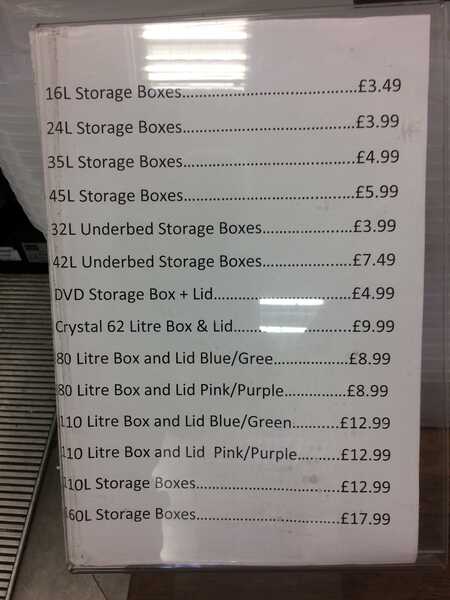 16L Storage Boxes.................................£3.49
24L Storage Boxes.................................£3.99
35L Storage Boxes.................................£4.99
45L Storage Boxes.................................£5.99
32L Underbed Storage Boxes..................£3.99
42L Underbed Storage Boxes..................£7.49
DVD Storage Box + Lid...........................£4.99
Crystal 62 Litre Box & Lid.......................£9.99
80 Litre Box and Lid Blue/Gree...............£8.99
80 Litre Box and Lid Pink/Purple.............£8.99
110 Litre Box and Lid Blue/Green..........£12.99
110 Litre Box and Lid  Pink/Purple.........£12.99
110L Storage Boxes...............................£12.99
160L Storage Boxes...............................£17.99